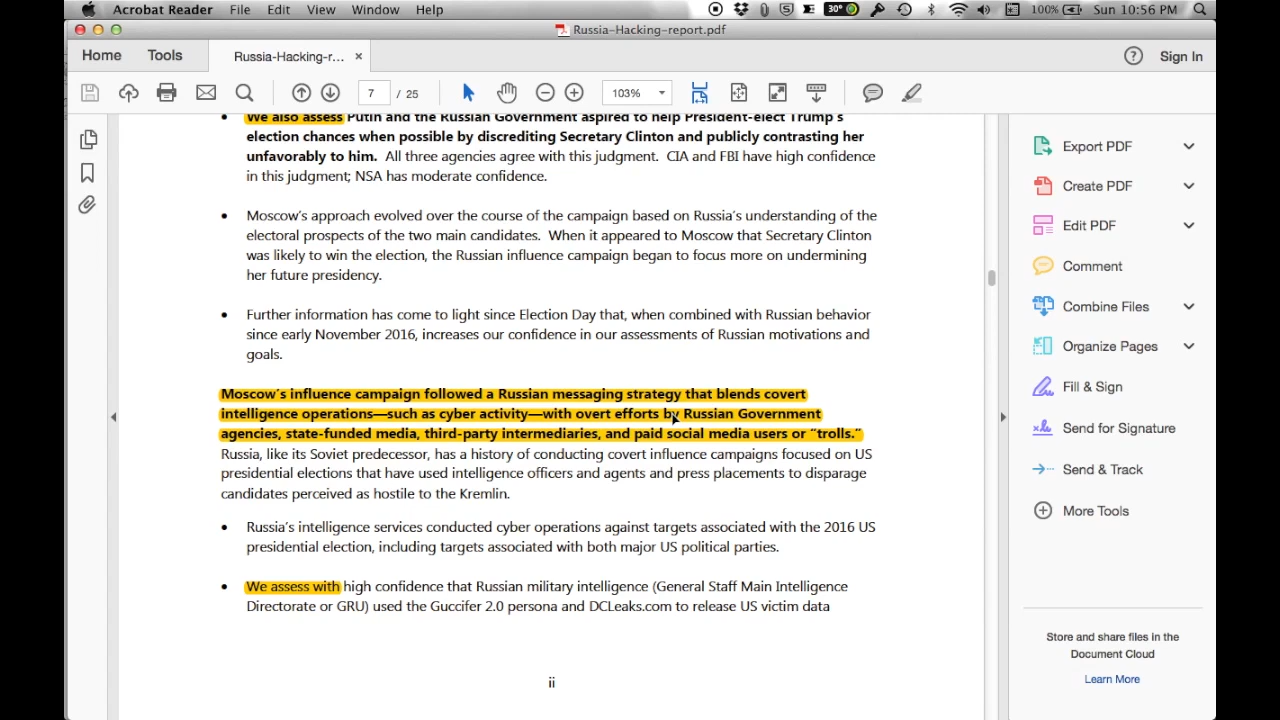 Acrobat Reader File Edit View Window Help 30° 100% Sun 10:56 PM
Russia-Hacking-report.pdf
Home Tools Russia-Hacking-r... × ? Sign In
7 / 25 103%
• We also assess Putin and the Russian Government aspired to help President-elect Trump's
election chances when possible by discrediting Secretary Clinton and publicly contrasting her
unfavorably to him. All three agencies agree with this judgment. CIA and FBI have high confidence
in this judgment; NSA has moderate confidence.
• Moscow's approach evolved over the course of the campaign based on Russia's understanding of the
electoral prospects of the two main candidates. When it appeared to Moscow that Secretary Clinton
was likely to win the election, the Russian influence campaign began to focus more on undermining
her future presidency.
• Further information has come to light since Election Day that, when combined with Russian behavior
since early November 2016, increases our confidence in our assessments of Russian motivations and
goals.
Moscow's influence campaign followed a Russian messaging strategy that blends covert
intelligence operations—such as cyber activity—with overt efforts by Russian Government
agencies, state-funded media, third-party intermediaries, and paid social media users or “trolls.”
Russia, like its Soviet predecessor, has a history of conducting covert influence campaigns focused on US
presidential elections that have used intelligence officers and agents and press placements to disparage
candidates perceived as hostile to the Kremlin.
• Russia's intelligence services conducted cyber operations against targets associated with the 2016 US
presidential election, including targets associated with both major US political parties.
• We assess with high confidence that Russian military intelligence (General Staff Main Intelligence
Directorate or GRU) used the Guccifer 2.0 persona and DCLeaks.com to release US victim data
ii
Export PDF
Create PDF
Edit PDF
Comment
Combine Files
Organize Pages
Fill & Sign
Send for Signature
Send & Track
More Tools
Store and share files in the
Document Cloud
Learn More